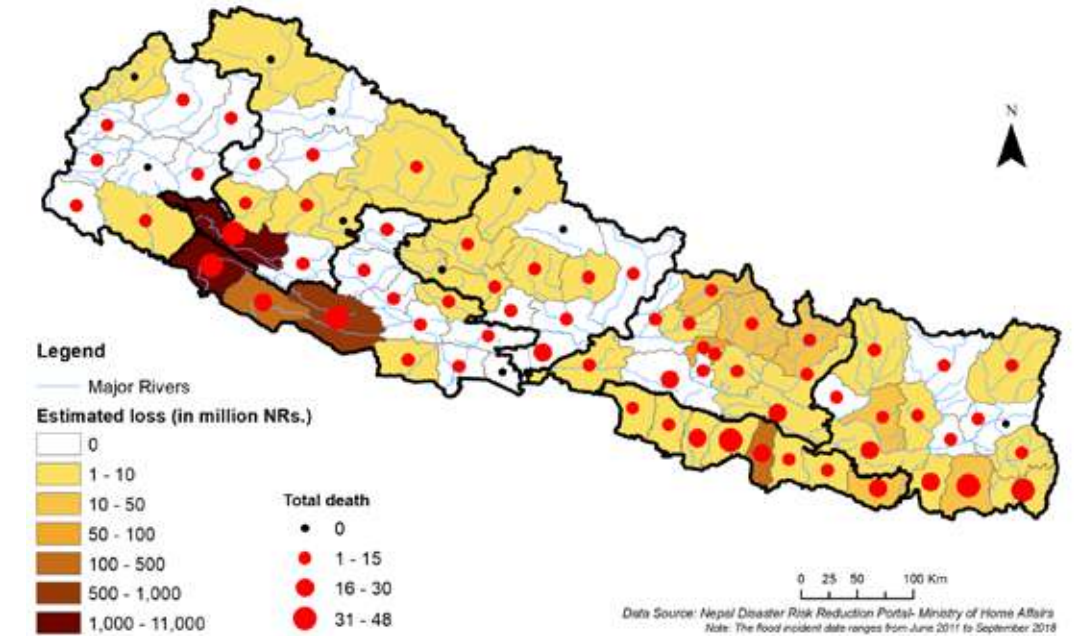 N
Legend
Major Rivers
Estimated loss (in million NRs.)
0
1 - 10
10 - 50
50 - 100
100 - 500
500 - 1,000
1,000 - 11,000
Total death
0
1 - 15
16 - 30
31 - 48
0 25 50 100 Km
Data Source: Nepal Disaster Risk Reduction Portal- Ministry of Home Affairs
Note: The flood incident date ranges from June 2011 to September 2018